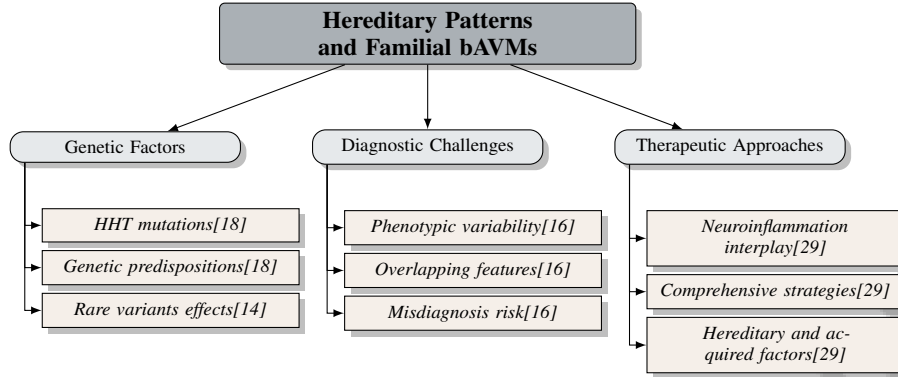 Hereditary Patterns
and Familial bAVMs
Genetic Factors
HHT mutations[18]
Genetic predispositions[18]
Rare variants effects[14]
Diagnostic Challenges
Phenotypic variability[16]
Overlapping features[16]
Misdiagnosis risk[16]
Therapeutic Approaches
Neuroinflammation
interplay[29]
Comprehensive strategies[29]
Hereditary and ac-
quired factors[29]